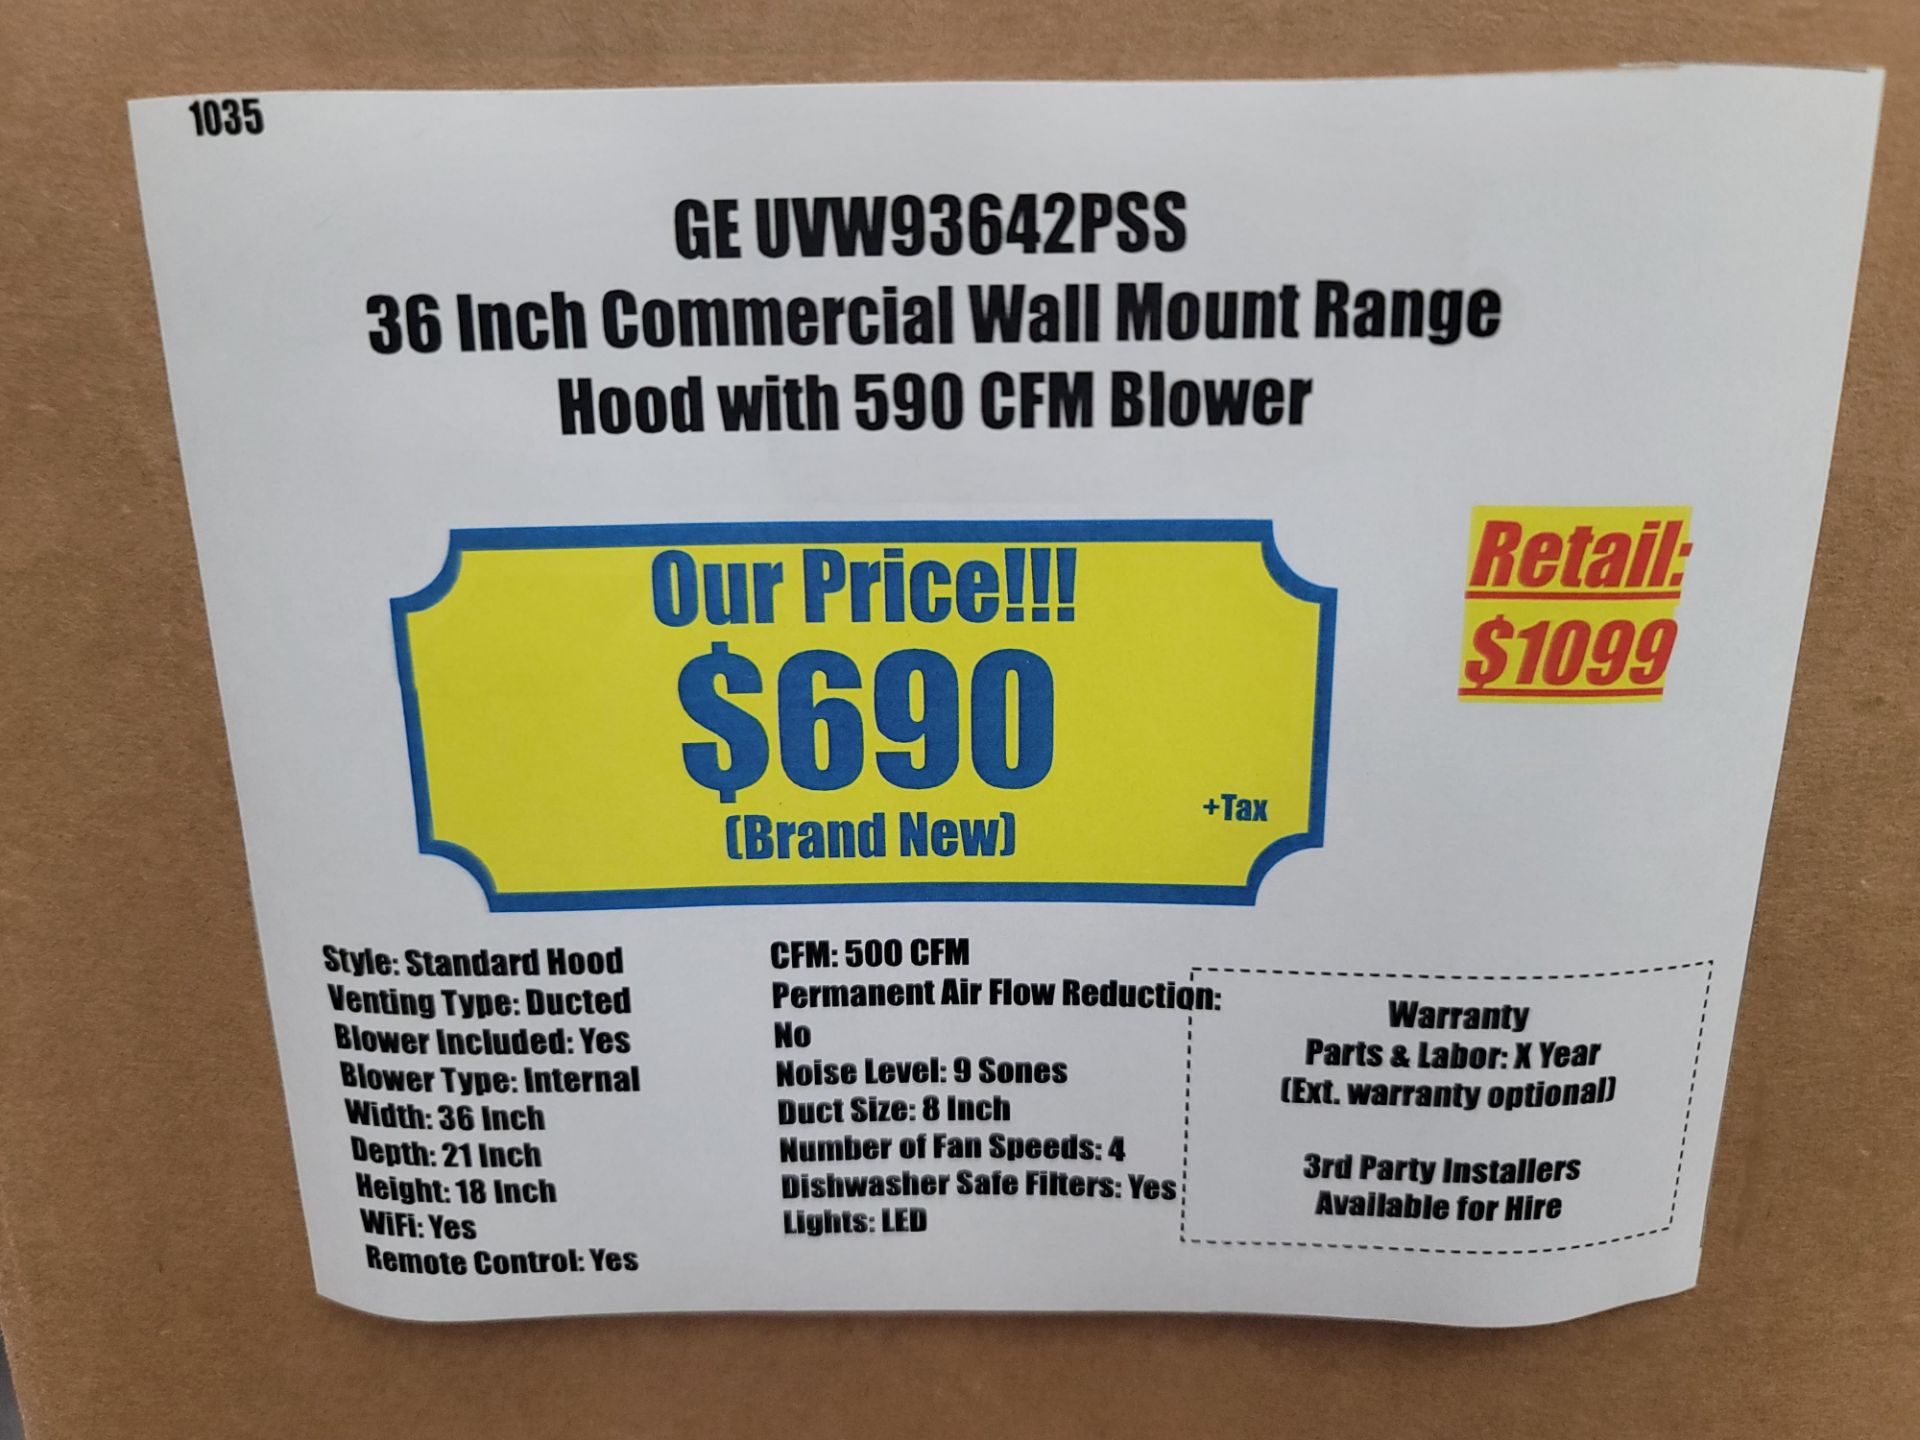 1035
GE UVW93642PSS
36 Inch Commercial Wall Mount Range
Hood with 590 CFM Blower
Our Price!!!
$690
(Brand New)
+Tax
Retail:
$1099
Style: Standard Hood
Venting Type: Ducted
Blower Included: Yes
Blower Type: Internal
Width: 36 Inch
Depth: 21 Inch
Height: 18 Inch
WiFi: Yes
Remote Control: Yes
CFM: 500 CFM
Permanent Air Flow Reduction:
No
Noise Level: 9 Sones
Duct Size: 8 Inch
Number of Fan Speeds: 4
Dishwasher Safe Filters: Yes
Lights: LED
Warranty
Parts & Labor: X Year
(Ext. warranty optional)
3rd Party Installers
Available for Hire